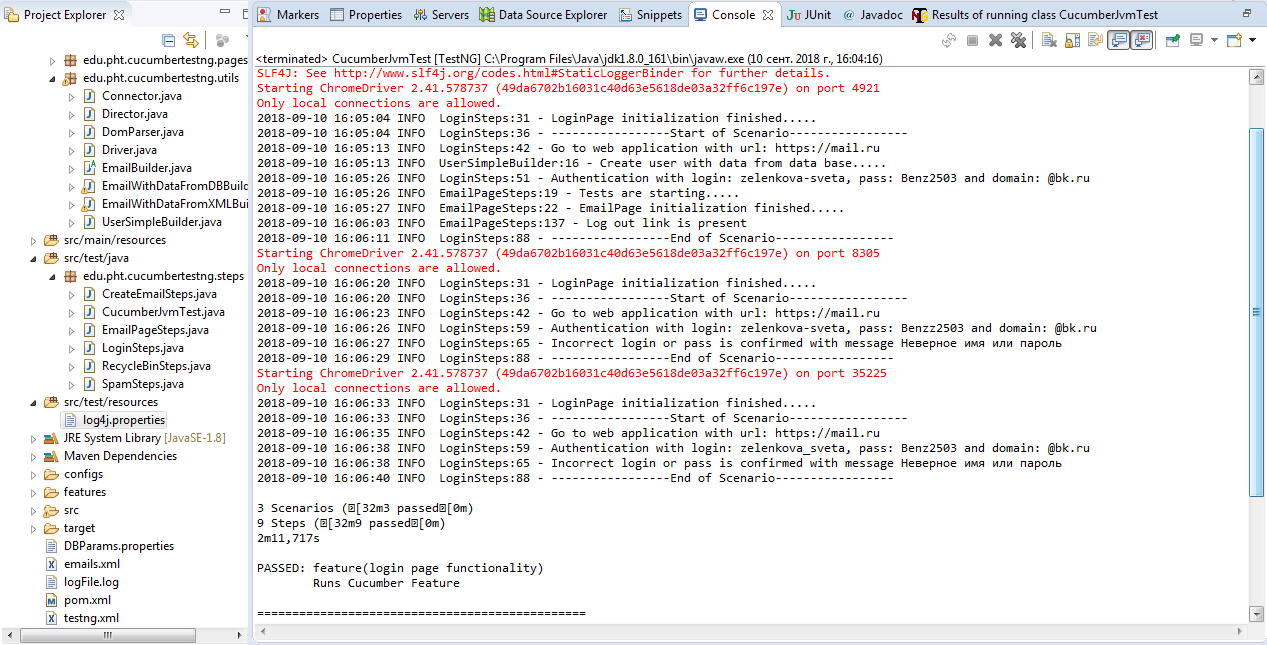 Project Explorer
edu.pht.cucumbertestng.pages
edu.pht.cucumbertestng.utils
Connector.java
Director.java
DomParser.java
Driver.java
EmailBuilder.java
EmailWithDataFromDBBuild
EmailWithDataFromXMLBui
UserSimpleBuilder.java
src/main/resources
src/test/java
edu.pht.cucumbertestng.steps
CreateEmailSteps.java
CucumberJvmTest.java
EmailPageSteps.java
LoginSteps.java
RecycleBinSteps.java
SpamSteps.java
src/test/resources
log4j.properties
JRE System Library [JavaSE-1.8]
Maven Dependencies
configs
features
src
target
DBParams.properties
emails.xml
logFile.log
pom.xml
testng.xml
Markers Properties Servers Data Source Explorer Snippets Console JUnit @ Javadoc Results of running class CucumberJvmTest
<terminated> CucumberJvmTest [TestNG] C:\Program Files\Java\jdk1.8.0_161\bin\javaw.exe (10 сент. 2018 г., 16:04:16)
SLF4J: See http://www.slf4j.org/codes.html#StaticLoggerBinder for further details.
Starting ChromeDriver 2.41.578737 (49da6702b16031c40d63e5618de03a32ff6c197e) on port 4921
Only local connections are allowed.
2018-09-10 16:05:04 INFO  LoginSteps:31 - LoginPage initialization finished.....
2018-09-10 16:05:04 INFO  LoginSteps:36 - -----------------Start of Scenario-----------------
2018-09-10 16:05:13 INFO  LoginSteps:42 - Go to web application with url: https://mail.ru
2018-09-10 16:05:13 INFO  UserSimpleBuilder:16 - Create user with data from data base.....
2018-09-10 16:05:26 INFO  LoginSteps:51 - Authentication with login: zelenkova-sveta, pass: Benz2503 and domain: @bk.ru
2018-09-10 16:05:26 INFO  EmailPageSteps:19 - Tests are starting.....
2018-09-10 16:05:27 INFO  EmailPageSteps:22 - EmailPage initialization finished.....
2018-09-10 16:06:03 INFO  EmailPageSteps:137 - Log out link is present
2018-09-10 16:06:11 INFO  LoginSteps:88 - -----------------End of Scenario-----------------
Starting ChromeDriver 2.41.578737 (49da6702b16031c40d63e5618de03a32ff6c197e) on port 8305
Only local connections are allowed.
2018-09-10 16:06:20 INFO  LoginSteps:31 - LoginPage initialization finished.....
2018-09-10 16:06:20 INFO  LoginSteps:36 - -----------------Start of Scenario-----------------
2018-09-10 16:06:23 INFO  LoginSteps:42 - Go to web application with url: https://mail.ru
2018-09-10 16:06:26 INFO  LoginSteps:59 - Authentication with login: zelenkova-sveta, pass: Benzz2503 and domain: @bk.ru
2018-09-10 16:06:27 INFO  LoginSteps:65 - Incorrect login or pass is confirmed with message Неверное имя или пароль
2018-09-10 16:06:29 INFO  LoginSteps:88 - -----------------End of Scenario-----------------
Starting ChromeDriver 2.41.578737 (49da6702b16031c40d63e5618de03a32ff6c197e) on port 35225
Only local connections are allowed.
2018-09-10 16:06:33 INFO  LoginSteps:31 - LoginPage initialization finished.....
2018-09-10 16:06:33 INFO  LoginSteps:36 - -----------------Start of Scenario-----------------
2018-09-10 16:06:35 INFO  LoginSteps:42 - Go to web application with url: https://mail.ru
2018-09-10 16:06:38 INFO  LoginSteps:59 - Authentication with login: zelenkova_sveta, pass: Benz2503 and domain: @bk.ru
2018-09-10 16:06:38 INFO  LoginSteps:65 - Incorrect login or pass is confirmed with message Неверное имя или пароль
2018-09-10 16:06:40 INFO  LoginSteps:88 - -----------------End of Scenario-----------------
3 Scenarios ([32m3 passed[0m)
9 Steps ([32m9 passed[0m)
2m11,717s
PASSED: feature(login page functionality)
Runs Cucumber Feature
===============================================